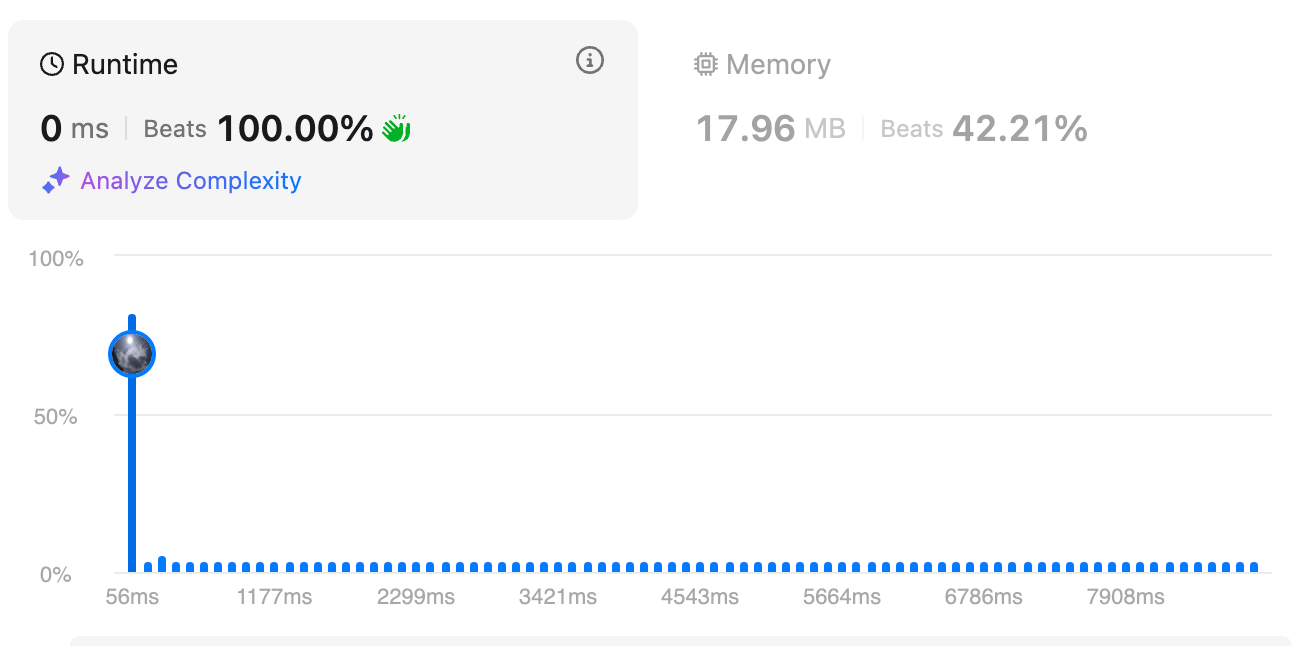 Runtime
0 ms | Beats 100.00%
Analyze Complexity
Memory
17.96 MB | Beats 42.21%
100%
50%
0%
56ms 1177ms 2299ms 3421ms 4543ms 5664ms 6786ms 7908ms